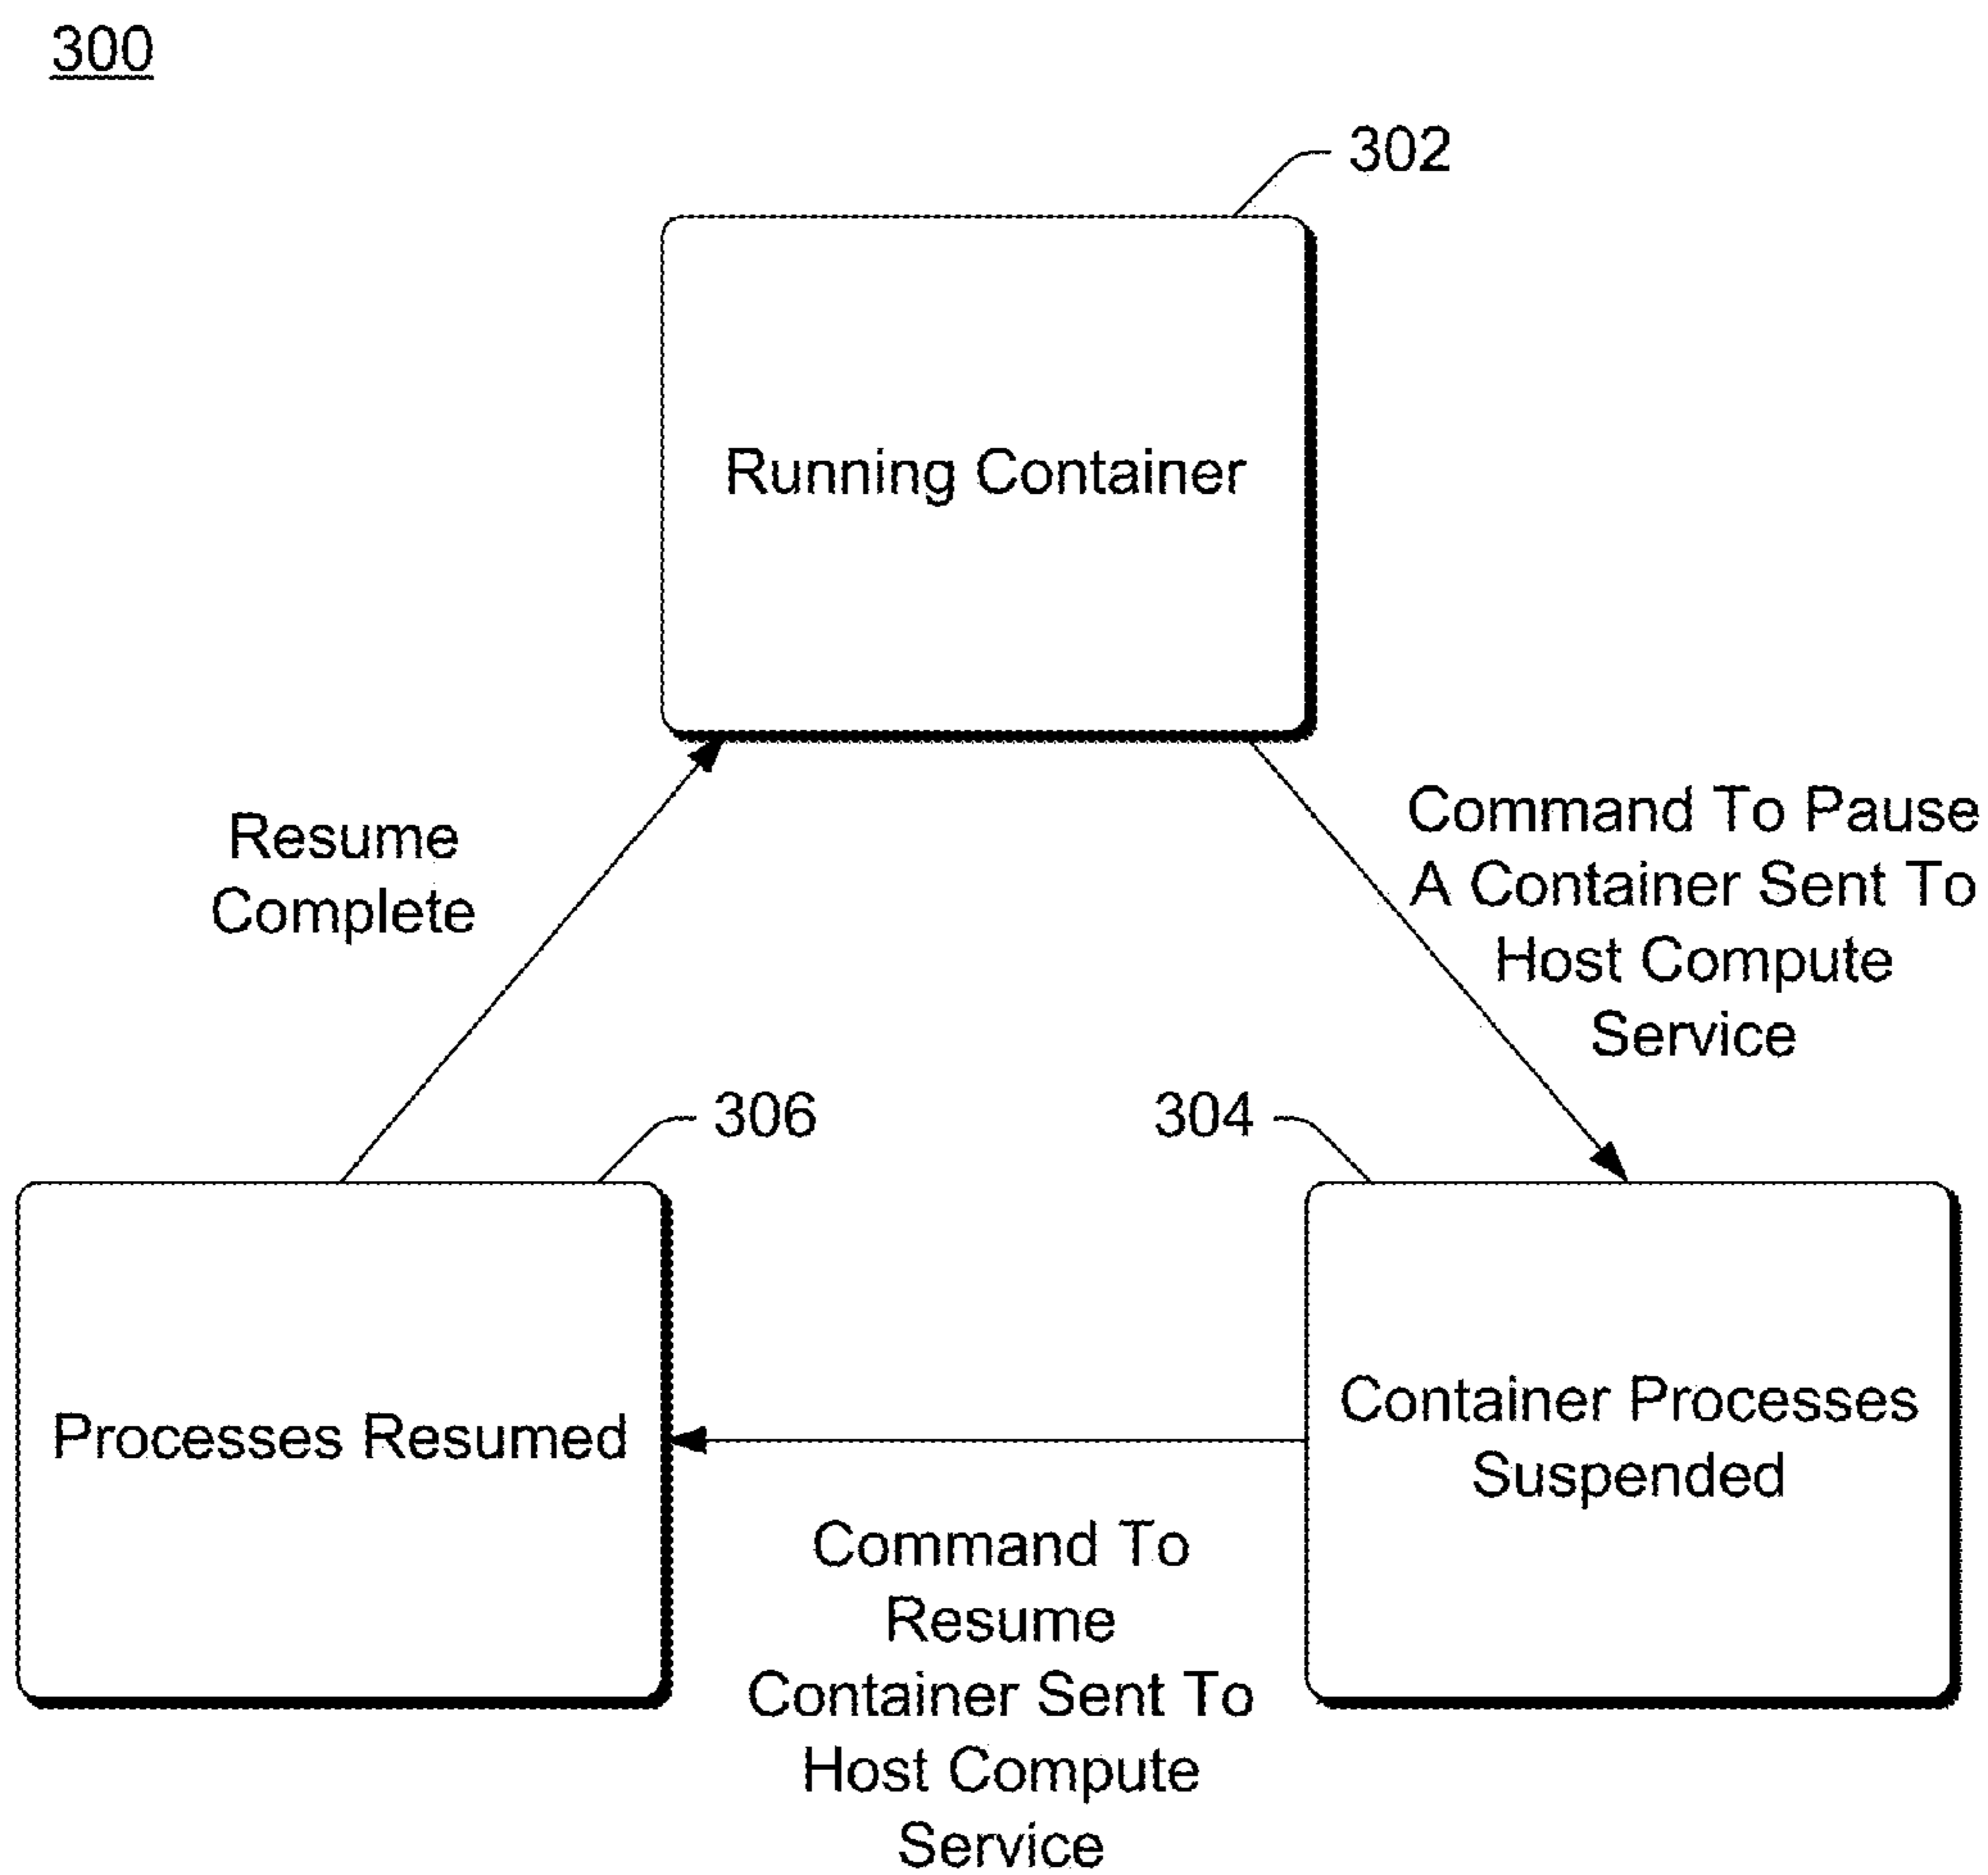 300
302
Running Container
Resume
Complete
Command To Pause
A Container Sent To
Host Compute
Service
306
304
Processes Resumed
Container Processes
Suspended
Command To
Resume
Container Sent To
Host Compute
Service